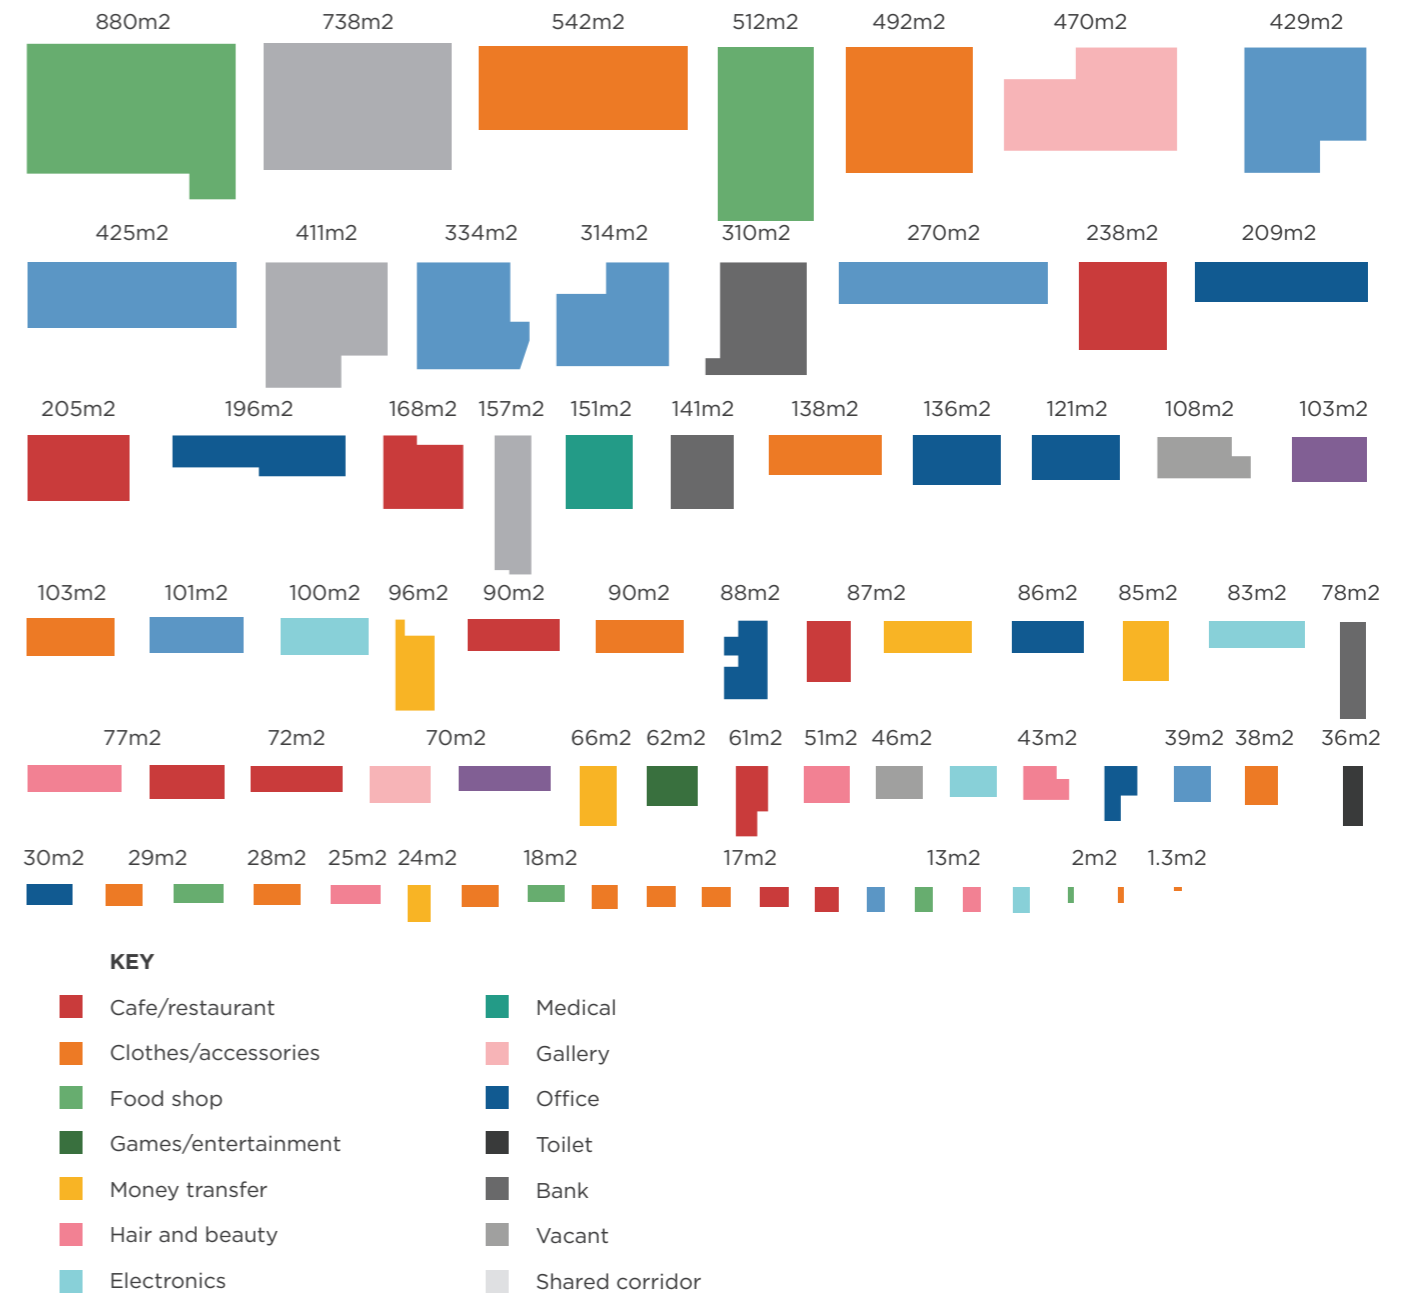 880m2 738m2 542m2 512m2 492m2 470m2 429m2
425m2 411m2 334m2 314m2 310m2 270m2 238m2 209m2
205m2 196m2 168m2 157m2 151m2 141m2 138m2 136m2 121m2 108m2 103m2
103m2 101m2 100m2 96m2 90m2 90m2 88m2 87m2 86m2 85m2 83m2 78m2
77m2 72m2 70m2 66m2 62m2 61m2 51m2 46m2 43m2 39m2 38m2 36m2
30m2 29m2 28m2 25m2 24m2 18m2 17m2 13m2 2m2 1.3m2
KEY
Cafe/restaurant
Clothes/accessories
Food shop
Games/entertainment
Money transfer
Hair and beauty
Electronics
Medical
Gallery
Office
Toilet
Bank
Vacant
Shared corridor